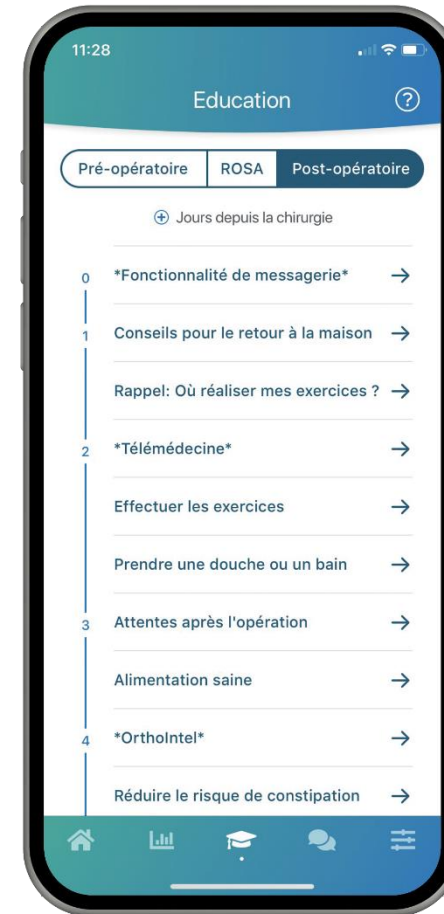 11:28
Education
?
Pré-opératoire ROSA Post-opératoire
Jours depuis la chirurgie
0 *Fonctionnalité de messagerie*
1 Conseils pour le retour à la maison
Rappel: Où réaliser mes exercices ?
2 *Télémédecine*
Effectuer les exercices
Prendre une douche ou un bain
3 Attentes après l'opération
Alimentation saine
4 *OrthoIntel*
Réduire le risque de constipation